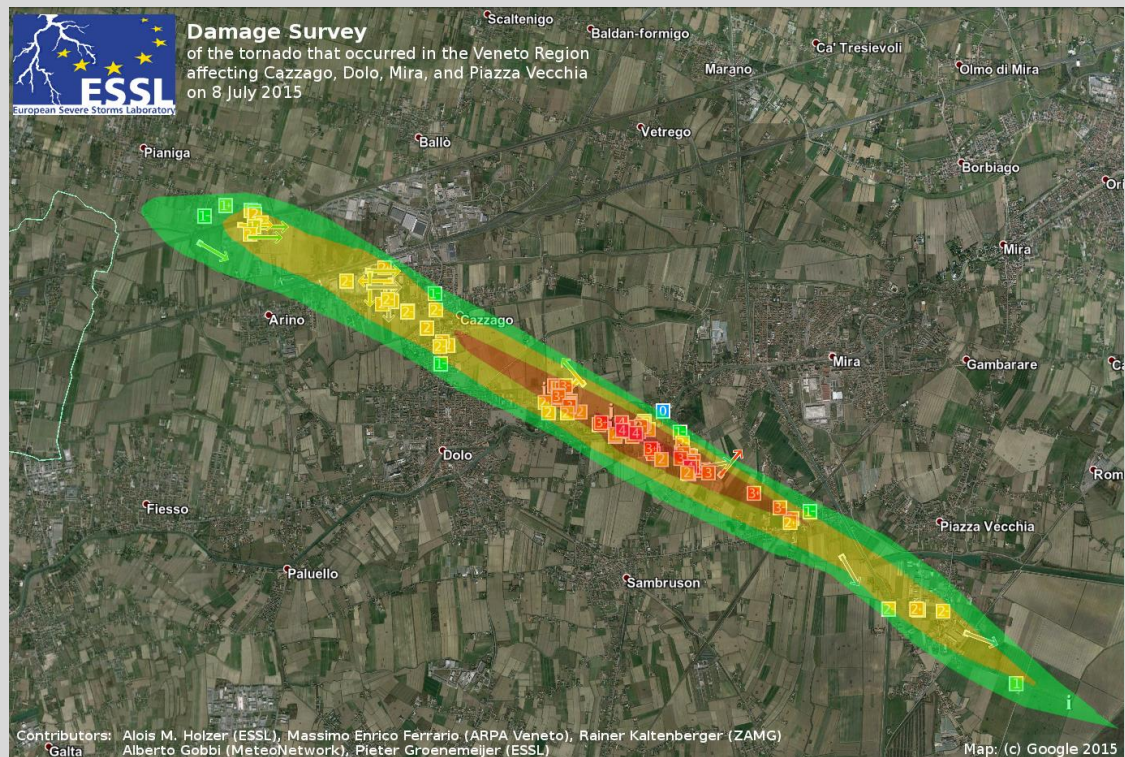 Damage Survey
of the tornado that occurred in the Veneto Region
affecting Cazzago, Dolo, Mira, and Piazza Vecchia
on 8 July 2015
ESSL
European Severe Storms Laboratory
Scaltenigo
Baldan-formigo
Ca' Tresievoli
Marano
Olmo di Mira
Vetrego
Ballò
Pianiga
Borbiago
Ori
Mira
Arino
Cazzago
Mira
Gambarare
Ca
Dolo
Rom
Fiesso
Piazza Vecchia
Paluello
Sambruson
Galta
Contributors: Alois M. Holzer (ESSL), Massimo Enrico Ferrario (ARPA Veneto), Rainer Kaltenberger (ZAMG)
Alberto Gobbi (MeteoNetwork), Pieter Groenemeijer (ESSL)
Map: (c) Google 2015